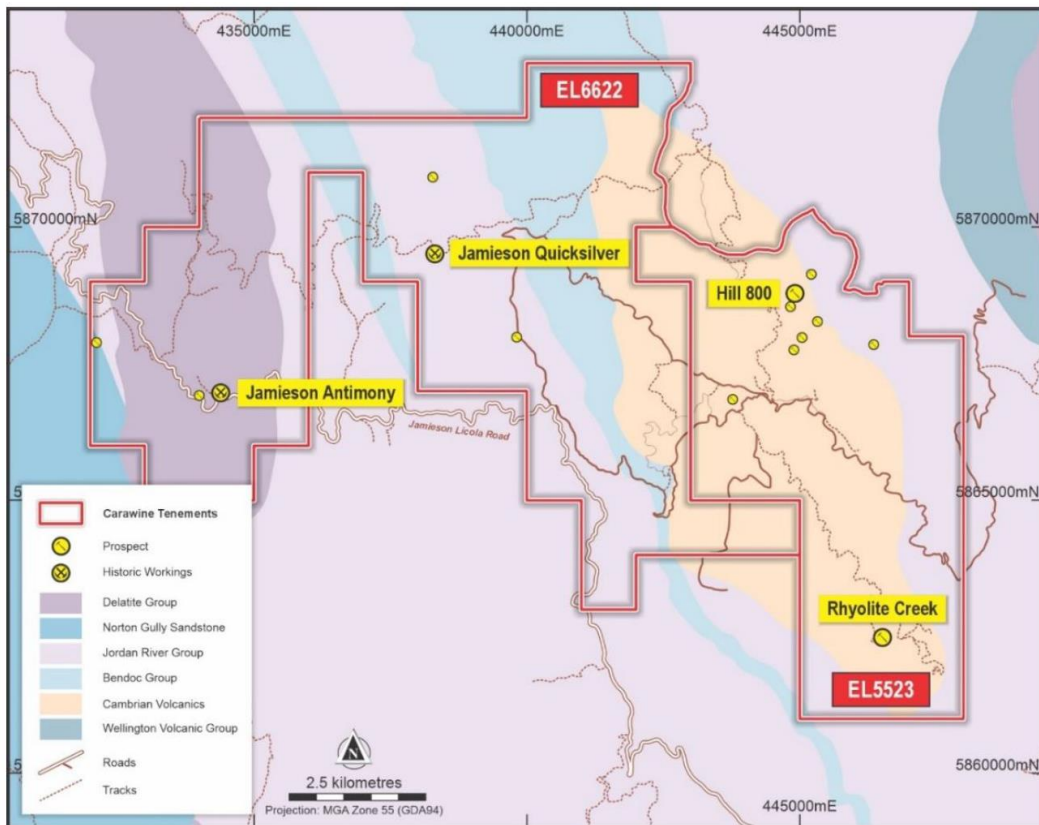 435000mE
440000mE
445000mE
EL6622
5870000mN
5870000mN
Jamieson Quicksilver
Hill 800
Jamieson Antimony
Jamieson Licola Road
5865000mN
Rhyolite Creek
EL5523
5860000mN
445000mE
Carawine Tenements
Prospect
Historic Workings
Delatite Group
Norton Gully Sandstone
Jordan River Group
Bendoc Group
Cambrian Volcanics
Wellington Volcanic Group
Roads
Tracks
N
2.5 kilometres
Projection: MGA Zone 55 (GDA94)